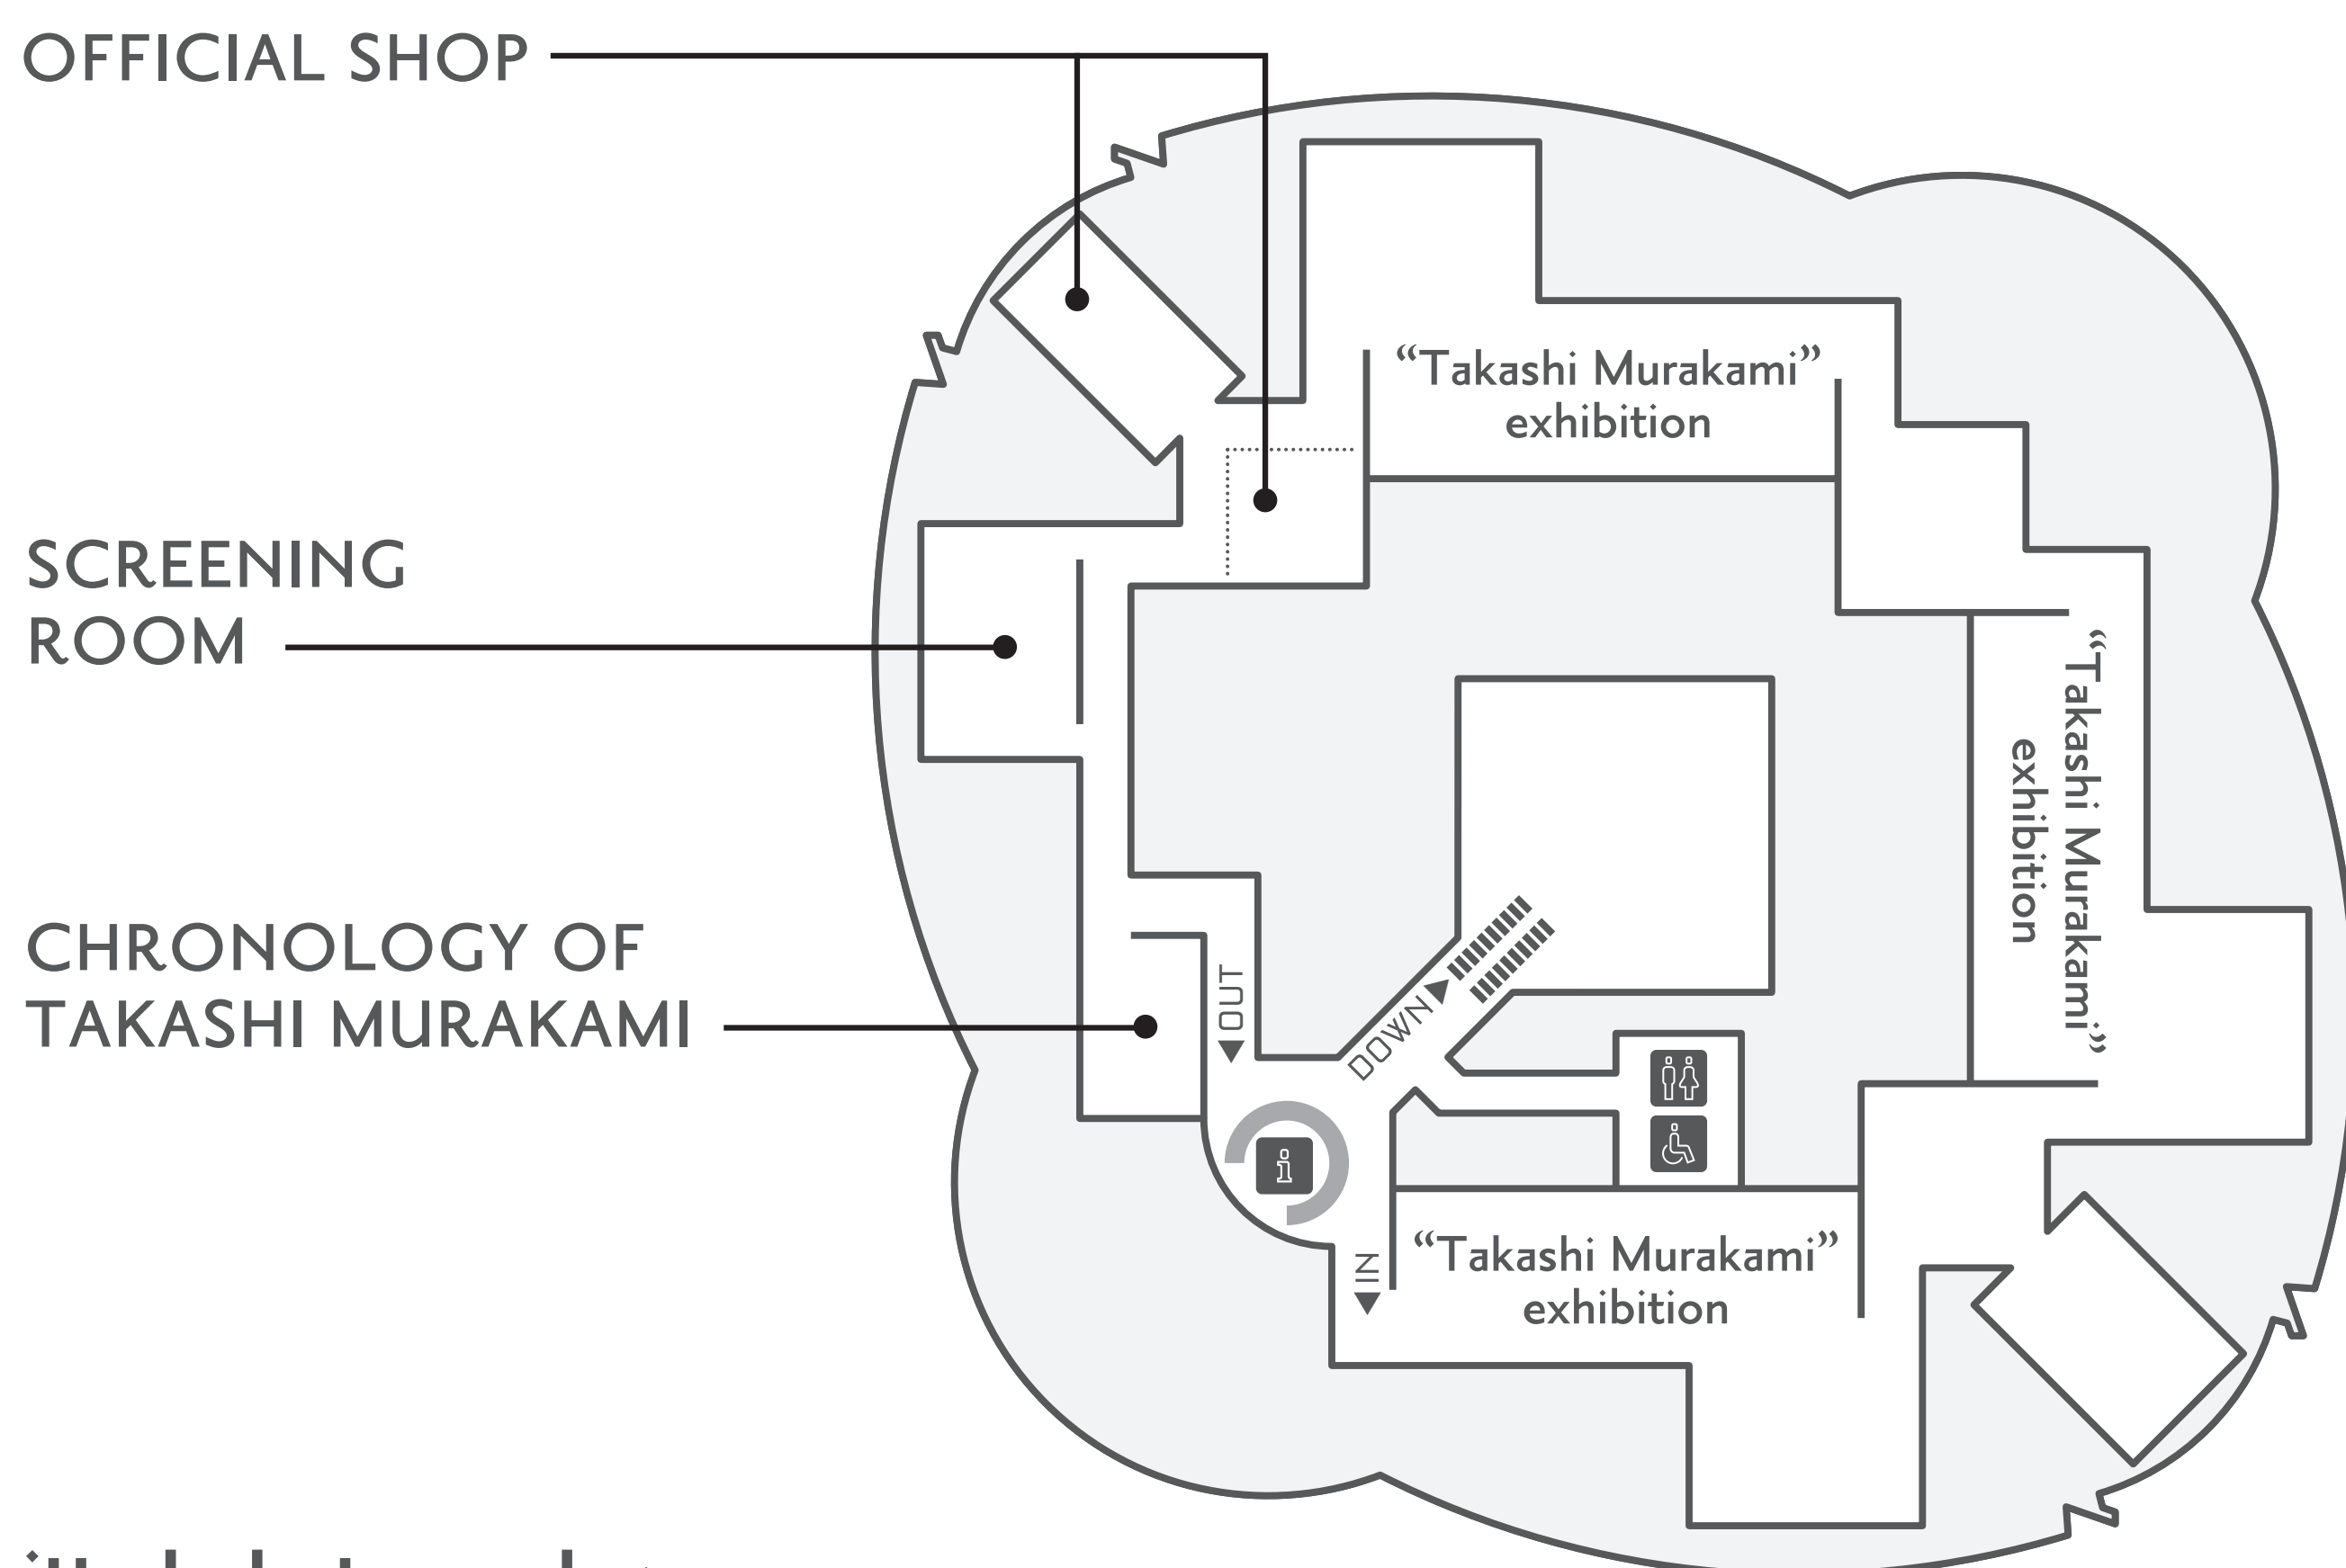 OFFICIAL SHOP
“Takashi Murakami”
exhibition
SCREENING
ROOM
“Takashi Murakami”
exhibition
CHRONOLOGY OF
TAKASHI MURAKAMI
OUT
DOWN
i
IN
“Takashi Murakami”
exhibition